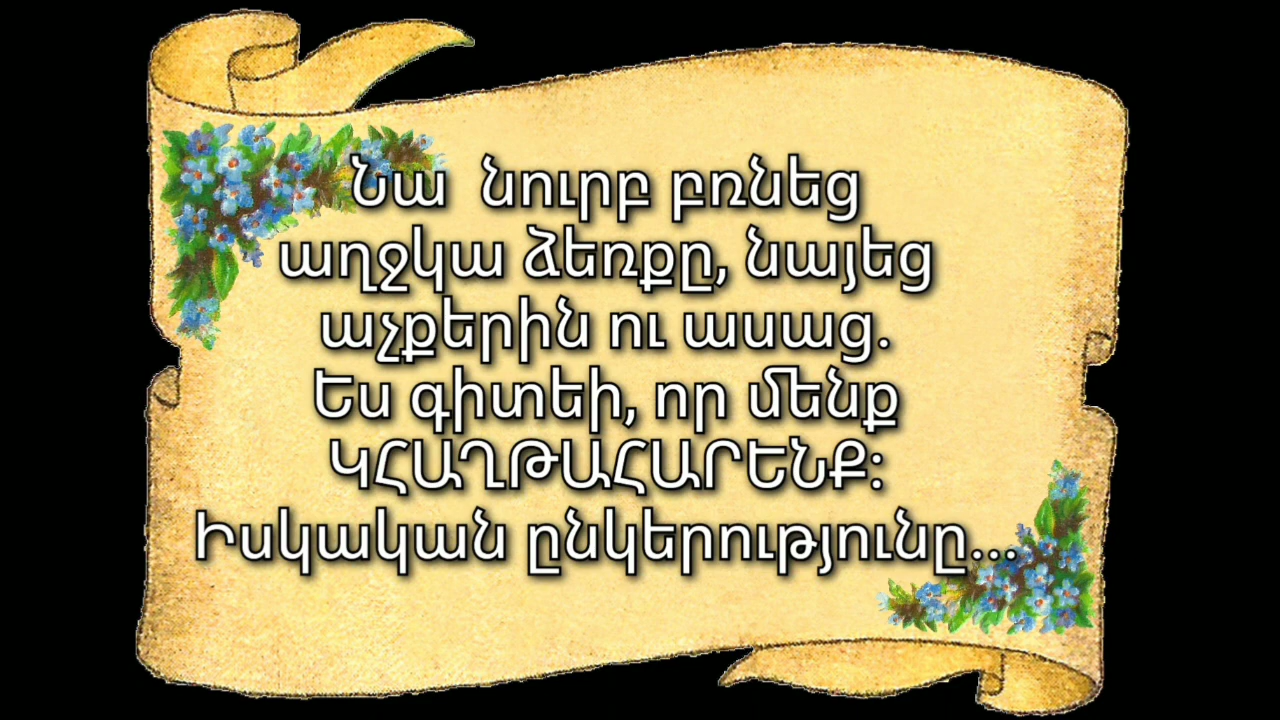 Նա նուրբ բռնեց
աղջկա ձեռքը, նայեց
աչքերին ու ասաց.
Ես գիտեի, որ մենք
ԿՀԱՂԹԱՀԱՐԵՆՔ:
Իսկական ընկերությունը...